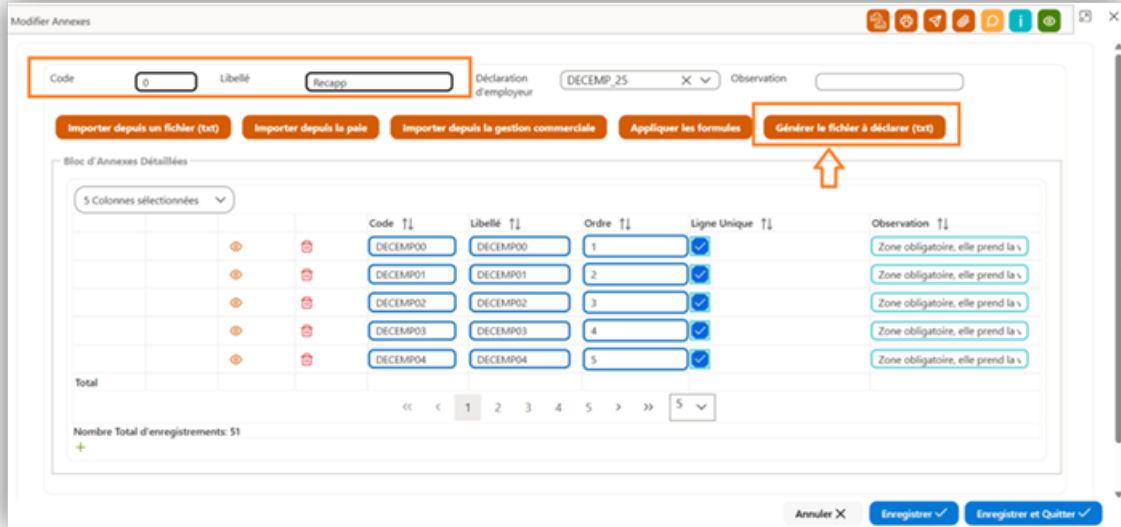 Modifier Annexes
Code 0 Libellé Recapp Déclaration d'employeur DECEMP_25 Observation
Importer depuis un fichier (txt) Importer depuis la paie Importer depuis la gestion commerciale Appliquer les formules Générer le fichier à déclarer (txt)
Bloc d'Annexes Détaillées
5 Colonnes sélectionnées
Code Libellé Ordre Ligne Unique Observation
DECEMP00 DECEMP00 1 Zone obligatoire, elle prend la v
DECEMP01 DECEMP01 2 Zone obligatoire, elle prend la v
DECEMP02 DECEMP02 3 Zone obligatoire, elle prend la v
DECEMP03 DECEMP03 4 Zone obligatoire, elle prend la v
DECEMP04 DECEMP04 5 Zone obligatoire, elle prend la v
Total
« ‹ 1 2 3 4 5 › » 5
Nombre Total d'enregistrements: 51
+
Annuler Enregistrer Enregistrer et Quitter